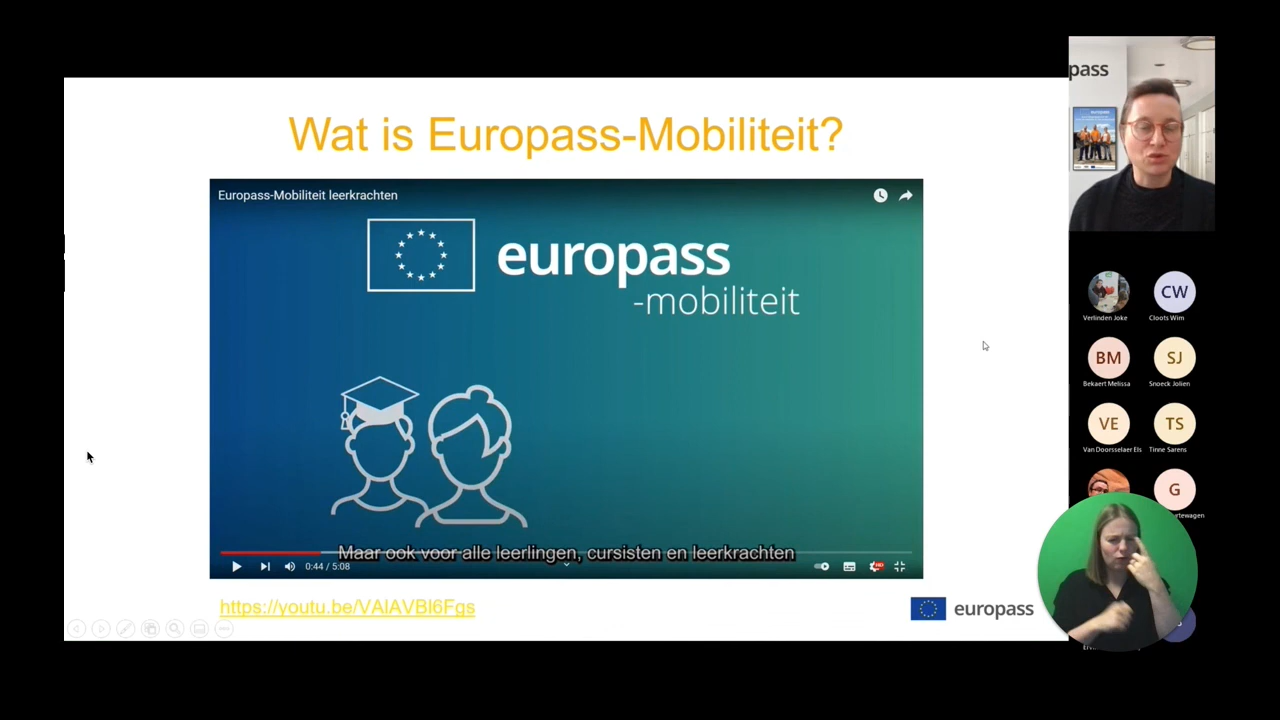 Wat is Europass-Mobiliteit?
Europass-Mobiliteit leerkrachten
europass
-mobiliteit
Maar ook voor alle leerlingen, cursisten en leerkrachten
0:44 / 5:08
HD
https://youtu.be/VAlAVBl6Fgs
europass
pass
CW
Verlinden Joke
Cloots Wim
BM
SJ
Bekaert Melissa
Snoeck Jolien
VE
TS
Van Doorsselaer Els
Tinne Sarens
G